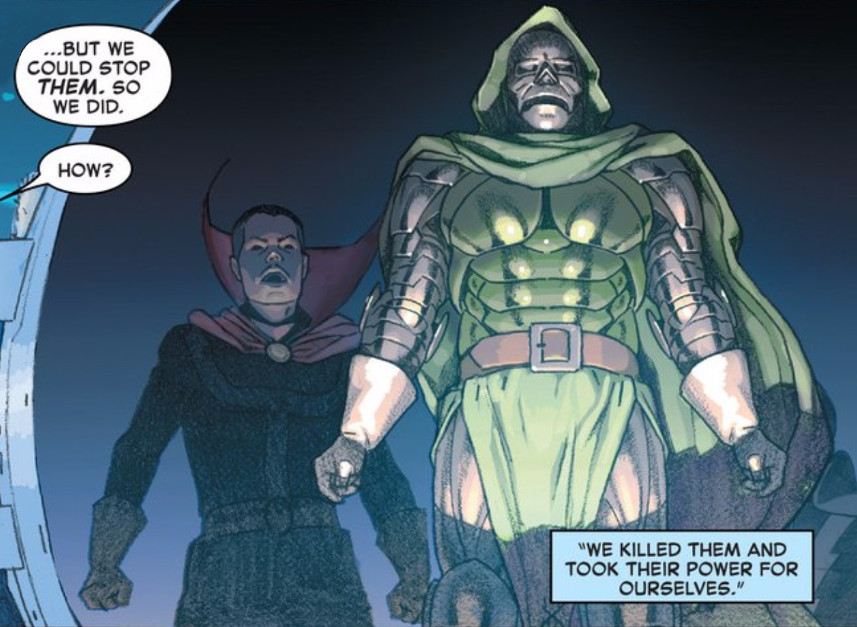 ...BUT WE
COULD STOP
THEM. SO
WE DID.
HOW?
"WE KILLED THEM AND
TOOK THEIR POWER FOR
OURSELVES."